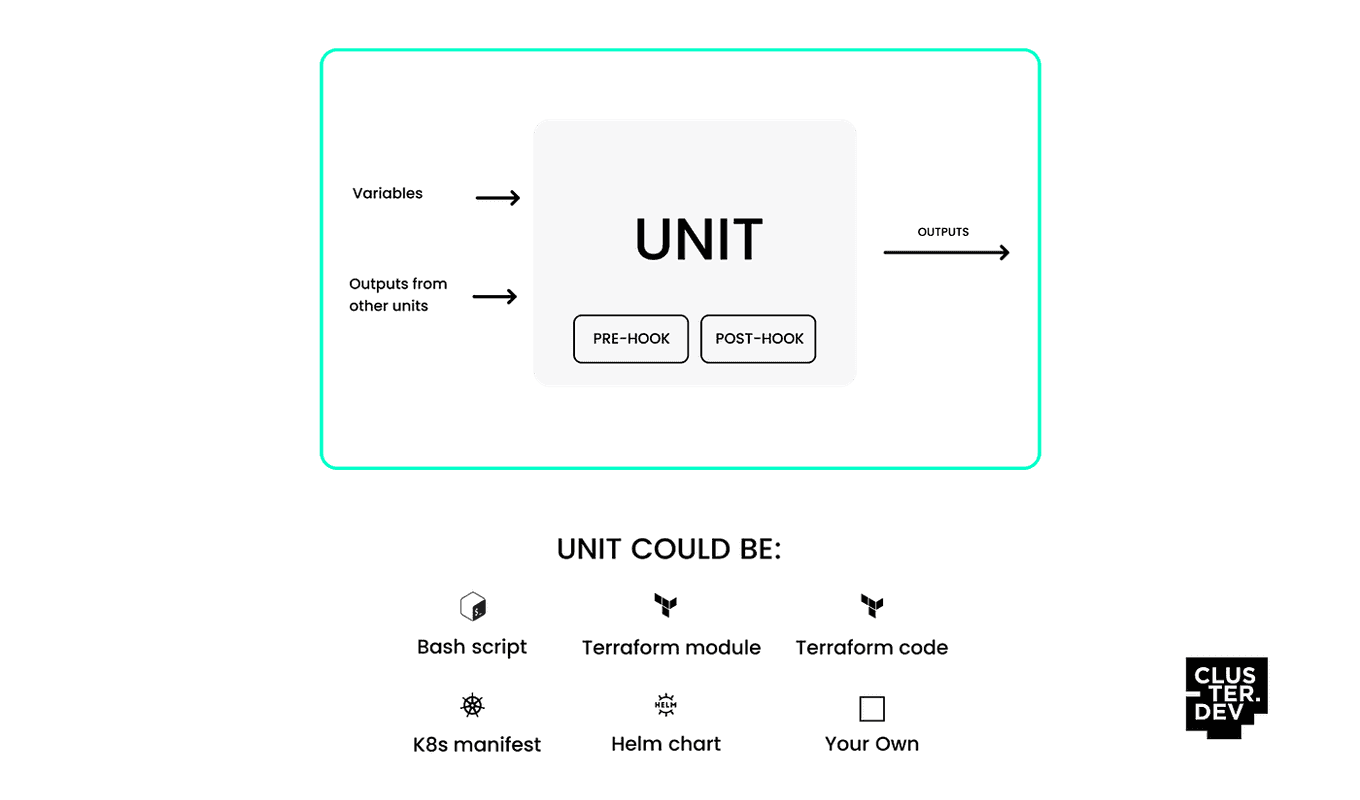 Variables
UNIT
OUTPUTS
Outputs from
other units
PRE-HOOK
POST-HOOK
UNIT COULD BE:
$_
Bash script
Terraform module
Terraform code
HELM
K8s manifest
Helm chart
Your Own
CLUS
TER.
DEV